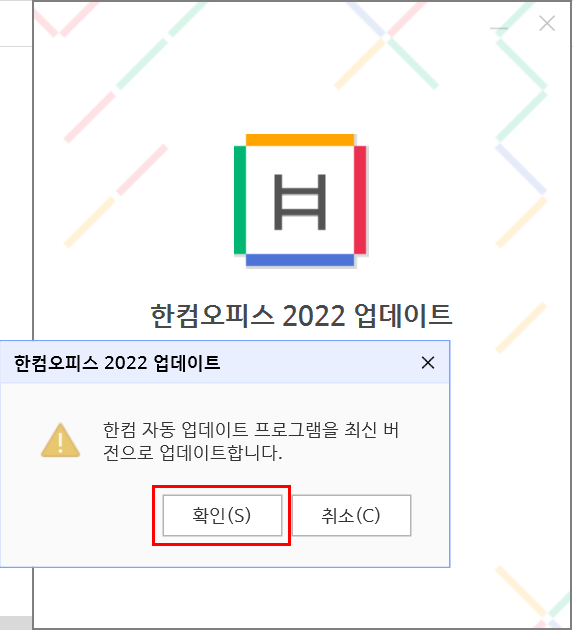 한컴오피스 2022 업데이트
한컴오피스 2022 업데이트
한컴 자동 업데이트 프로그램을 최신 버
전으로 업데이트합니다.
확인(S)
취소(C)